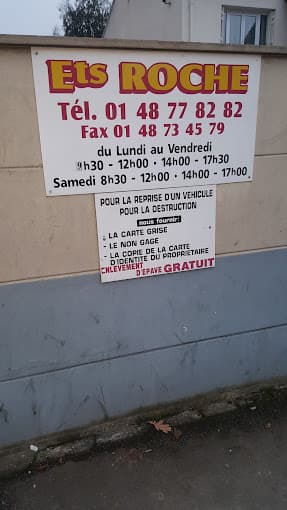 Ets ROCHE
Tél. 01 48 77 82 82
Fax 01 48 73 45 79
du Lundi au Vendredi
9h30 - 12h00 • 14h00 - 17h30
Samedi 8h30 - 12h00 • 14h00 - 17h00
POUR LA REPRISE D'UN VEHICULE
POUR LA DESTRUCTION
nous fournir:
- LA CARTE GRISE
- LE NON GAGE
- LA COPIE DE LA CARTE
D'IDENTITE DU PROPRIETAIRE
ENLEVEMENT
D'EPAVE GRATUIT